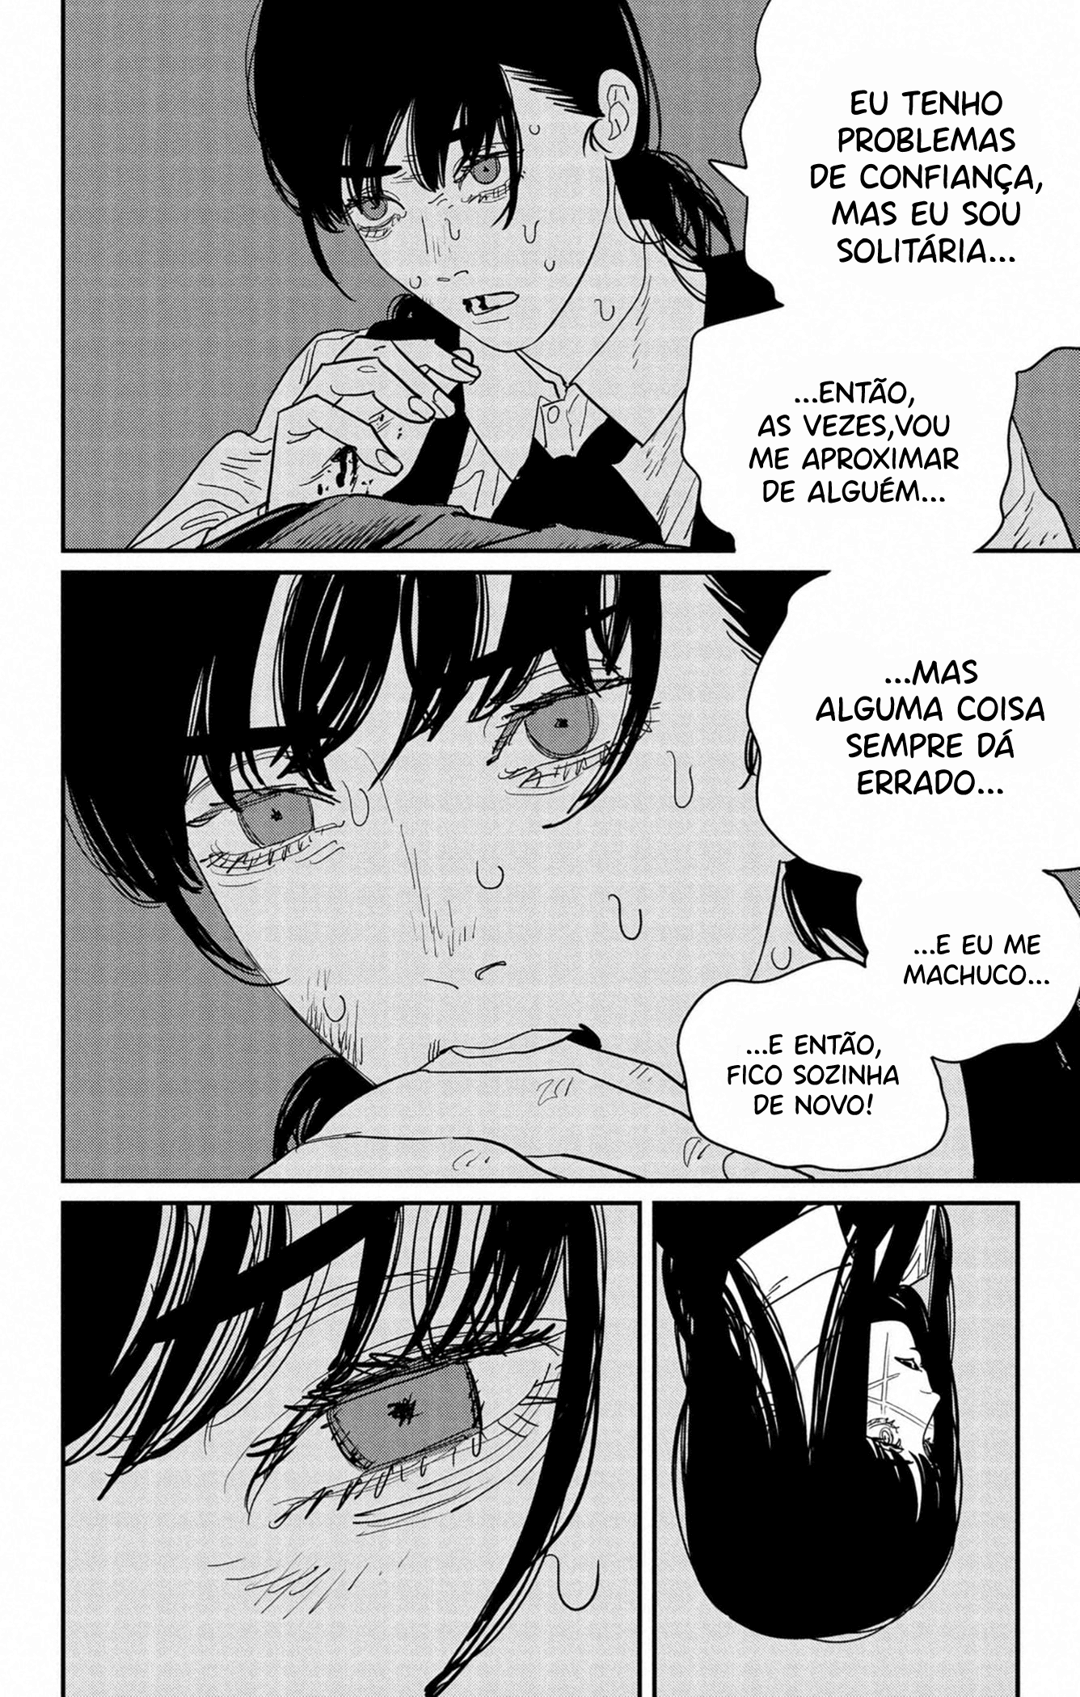 EU TENHO
PROBLEMAS
DE CONFIANÇA,
MAS EU SOU
SOLITÁRIA...
...ENTÃO,
AS VEZES,VOU
ME APROXIMAR
DE ALGUÉM...
...MAS
ALGUMA COISA
SEMPRE DÁ
ERRADO...
...E EU ME
MACHUCO...
...E ENTÃO,
FICO SOZINHA
DE NOVO!